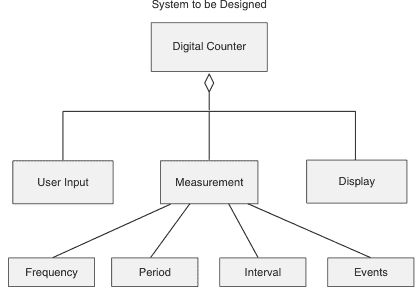 System to be Designed
Digital Counter
User Input
Measurement
Display
Frequency
Period
Interval
Events